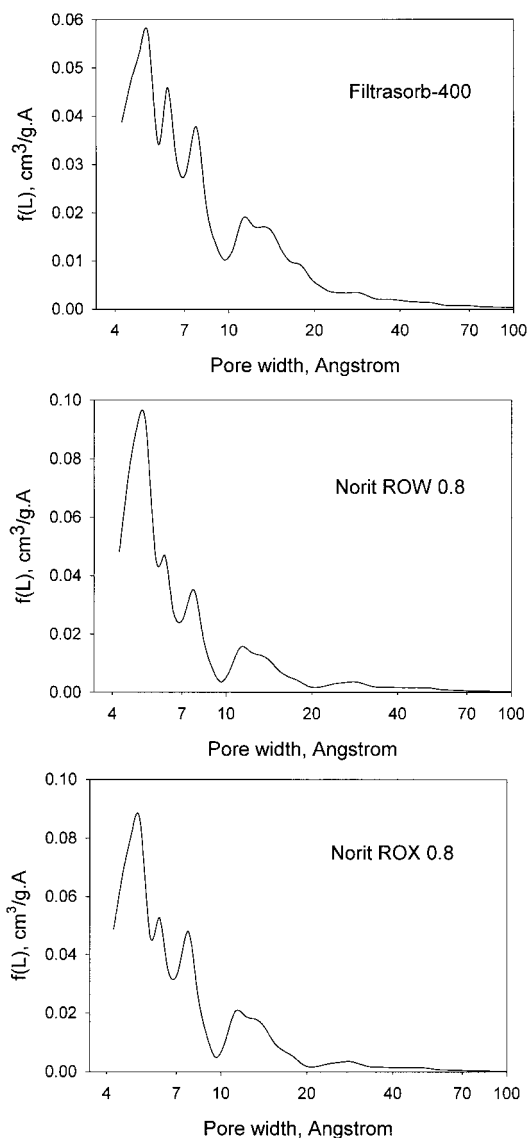 0.06
0.05
0.04
0.03
0.02
0.01
0.00
f(L), cm³/g.A
Filtrasorb-400
4 7 10 20 40 70 100
Pore width, Angstrom
0.10
0.08
0.06
0.04
0.02
0.00
f(L), cm³/g.A
Norit ROW 0.8
4 7 10 20 40 70 100
Pore width, Angstrom
0.10
0.08
0.06
0.04
0.02
0.00
f(L), cm³/g.A
Norit ROX 0.8
4 7 10 20 40 70 100
Pore width, Angstrom